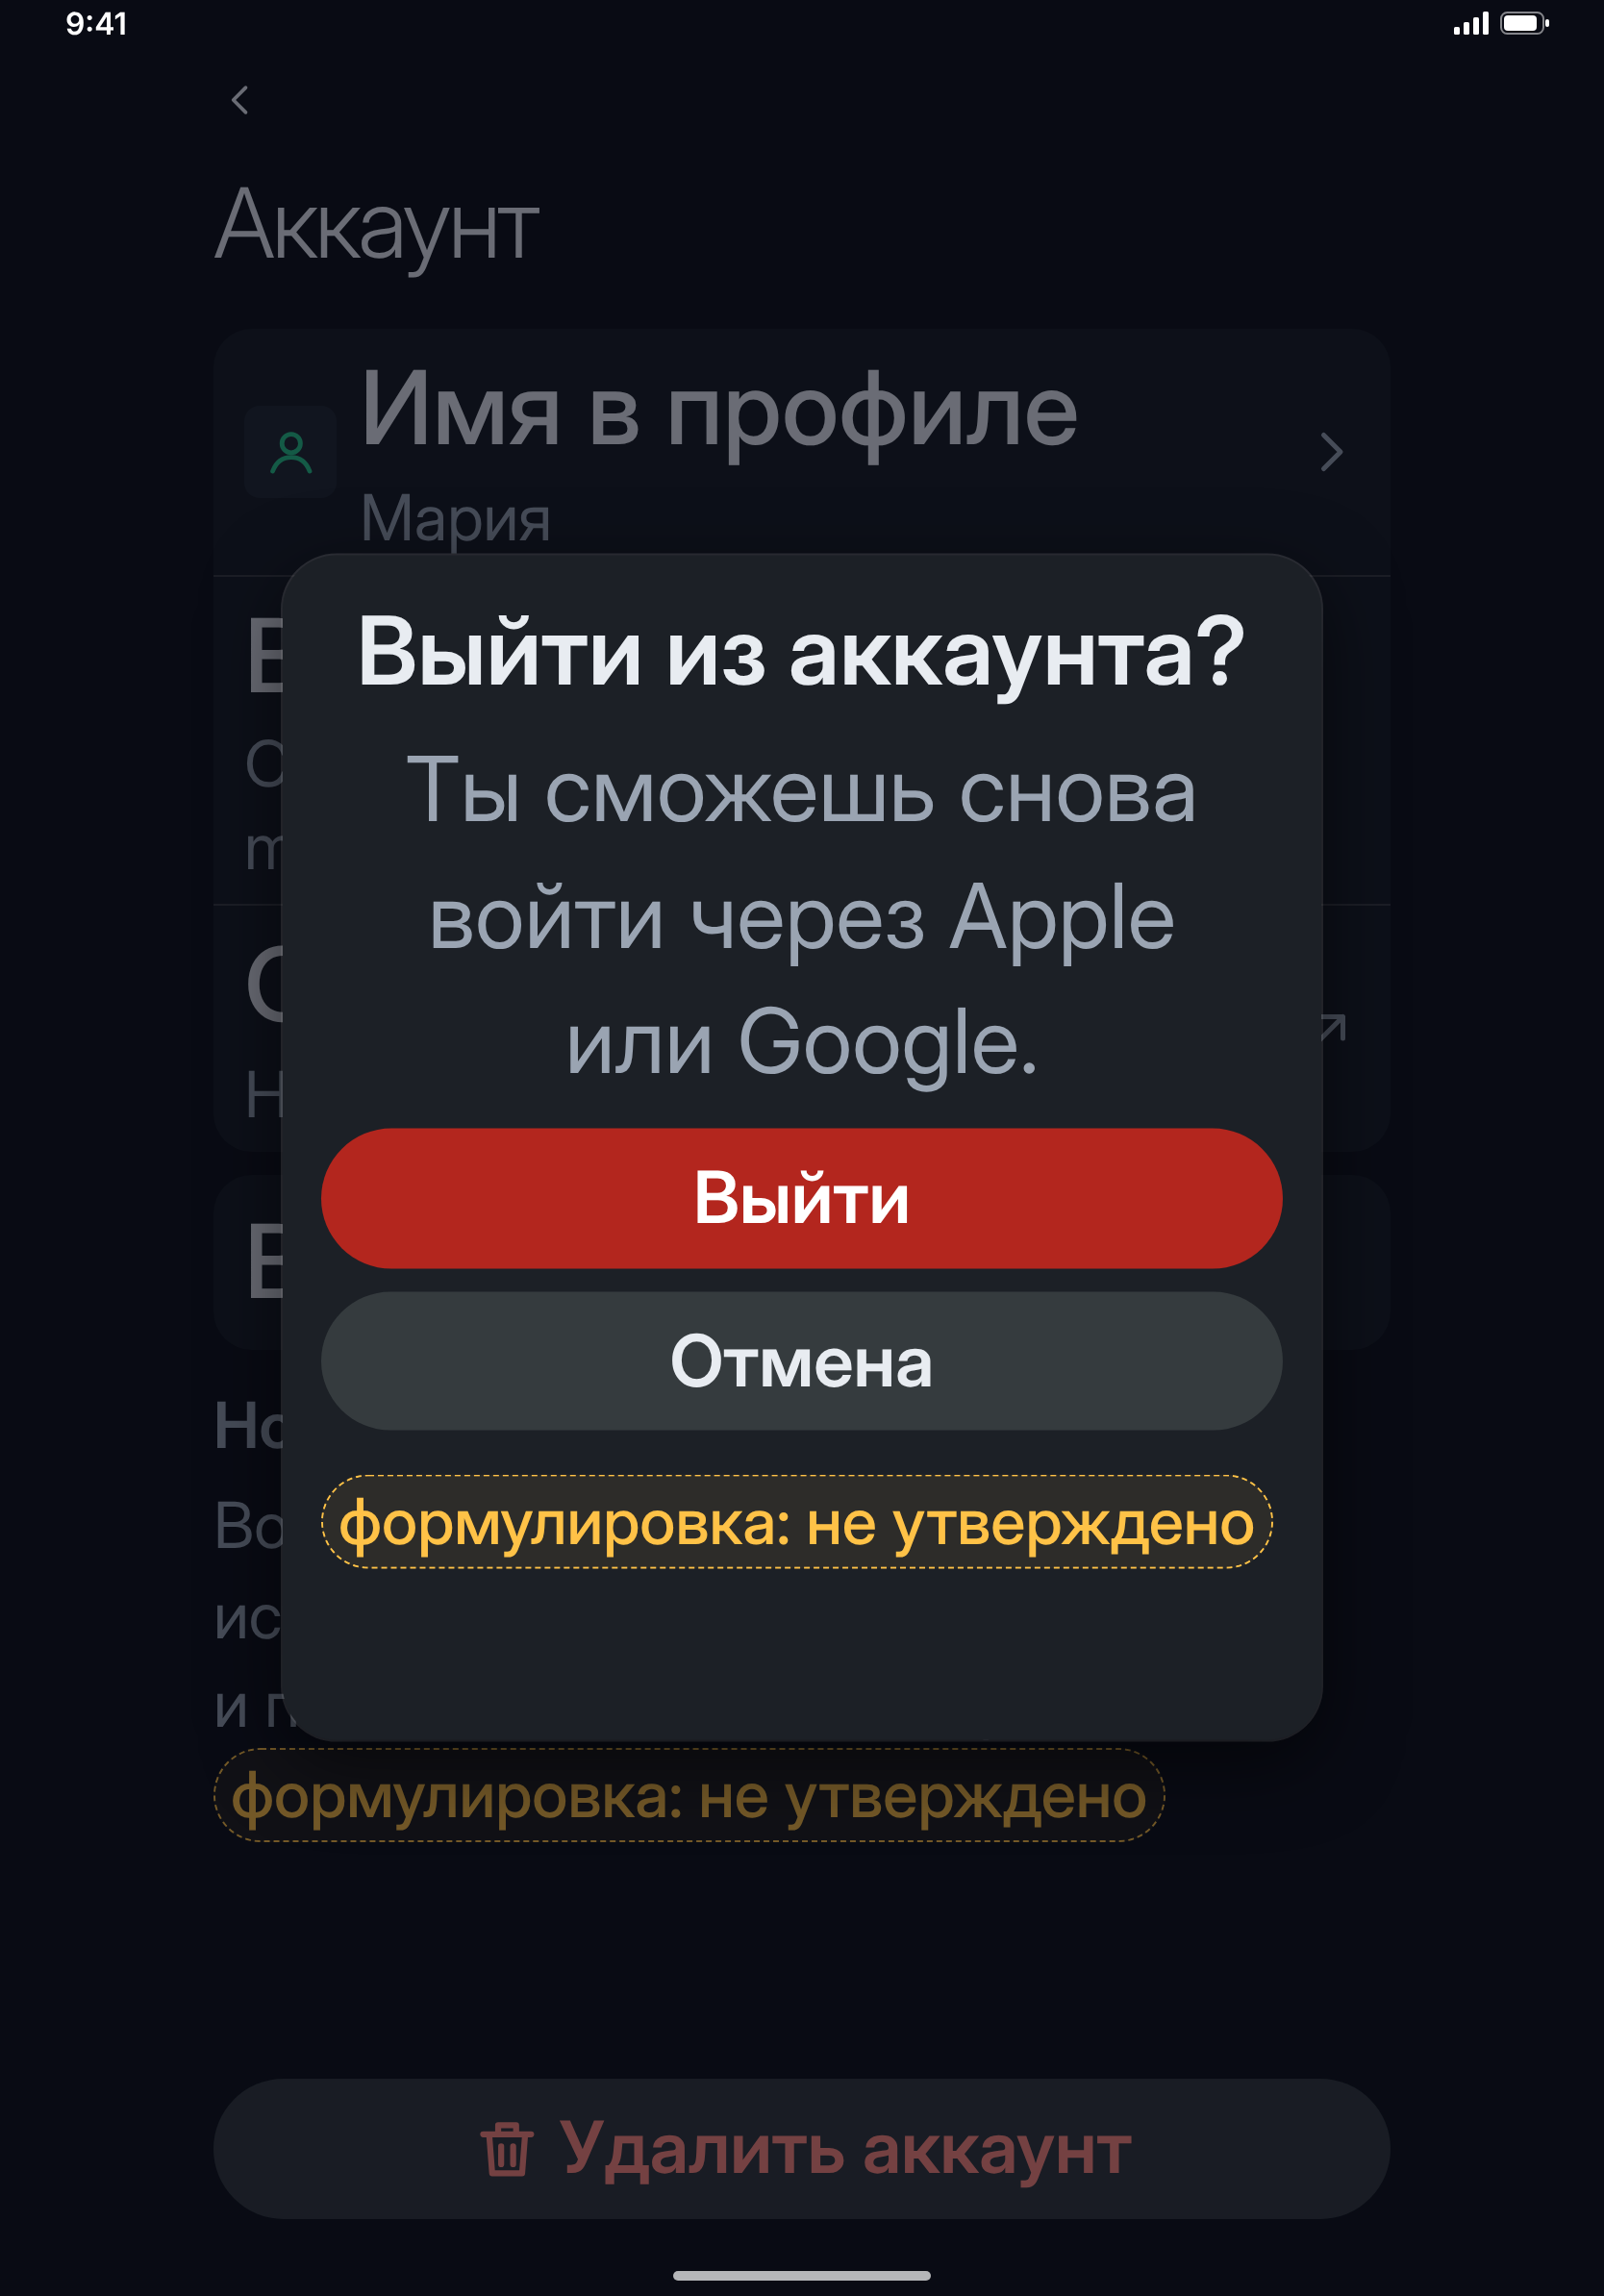 9:41
Аккаунт
Имя в профиле
Мария
Выйти из аккаунта?
Ты сможешь снова
войти через Apple
или Google.
Выйти
Отмена
формулировка: не утверждено
формулировка: не утверждено
Удалить аккаунт